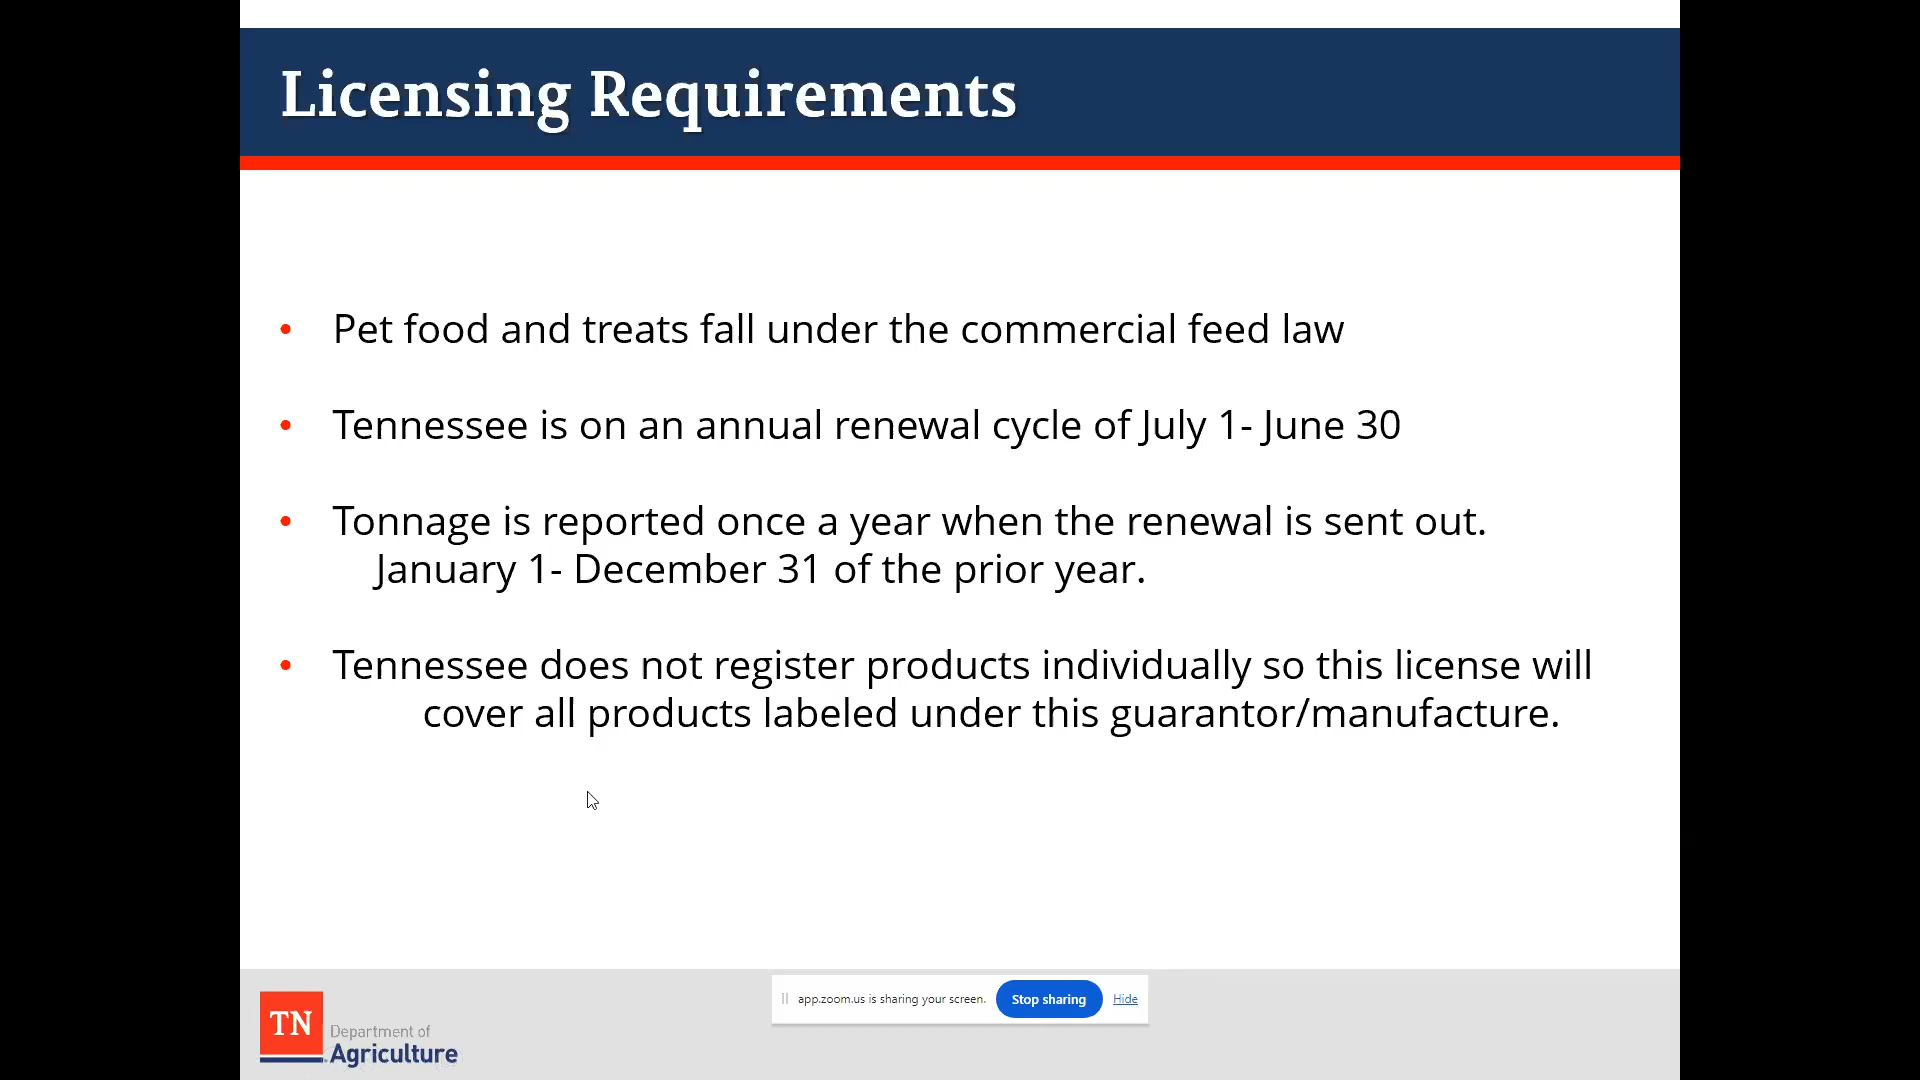 Licensing Requirements
• Pet food and treats fall under the commercial feed law
• Tennessee is on an annual renewal cycle of July 1- June 30
• Tonnage is reported once a year when the renewal is sent out.
January 1- December 31 of the prior year.
• Tennessee does not register products individually so this license will
cover all products labeled under this guarantor/manufacture.
app.zoom.us is sharing your screen. Stop sharing Hide
TN
Department of
Agriculture